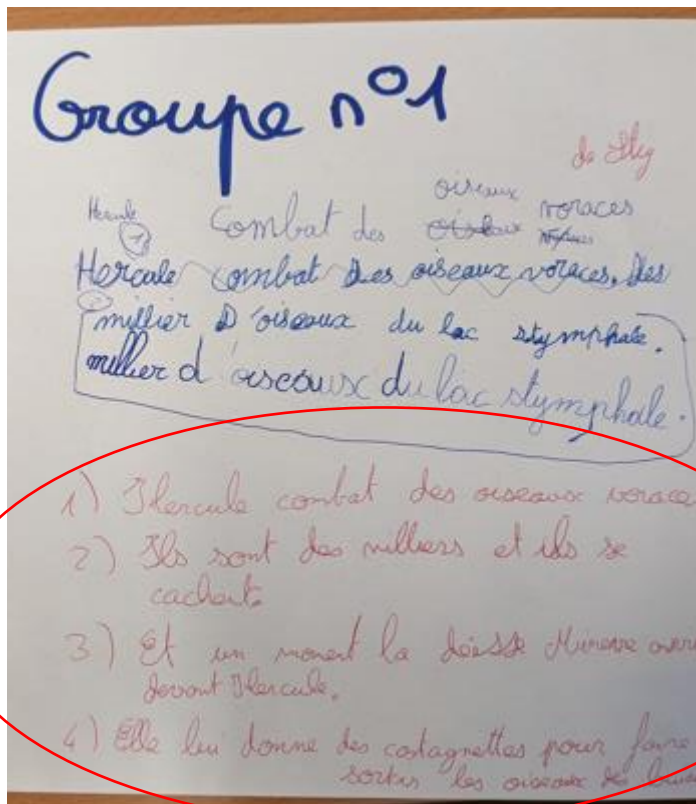 Groupe n°1
de Sty
oiseaux
Hercule combat des oiseaux voraces
1)
Hercule combat des oiseaux voraces. des
millier d'oiseaux du lac stymphale.
millier d'oiseaux du lac stymphale.
1) Hercule combat des oiseaux vorace
2) Ils sont des milliers et ils se
cachent.
3) Et un moment la déesse Minerve
devant Hercule.
4) Elle lui donne des castagnettes pour faire
sortir les oiseaux